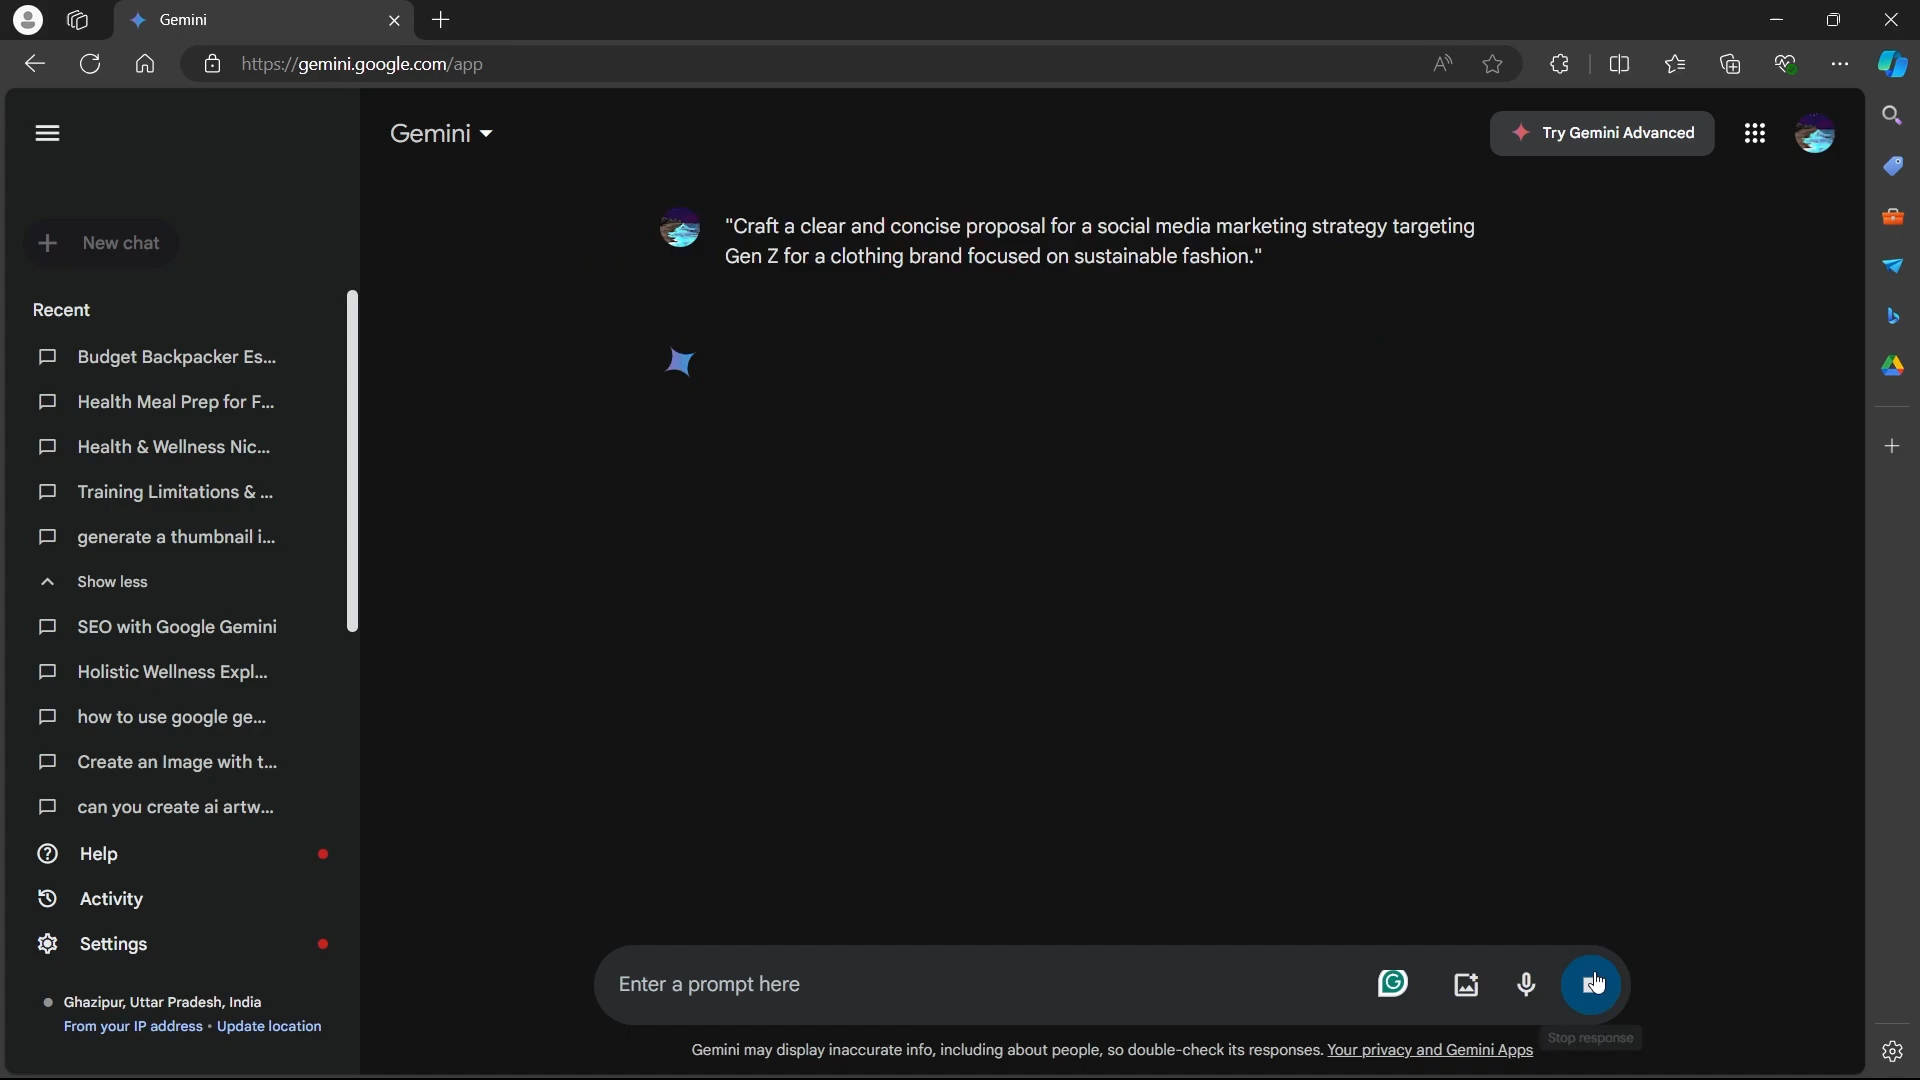 Gemini
https://gemini.google.com/app
Gemini
Try Gemini Advanced
New chat
Recent
Budget Backpacker Es...
Health Meal Prep for F...
Health & Wellness Nic...
Training Limitations & ...
generate a thumbnail i...
Show less
SEO with Google Gemini
Holistic Wellness Expl...
how to use google ge...
Create an Image with t...
can you create ai artw...
Help
Activity
Settings
Ghazipur, Uttar Pradesh, India
From your IP address • Update location
"Craft a clear and concise proposal for a social media marketing strategy targeting
Gen Z for a clothing brand focused on sustainable fashion."
Enter a prompt here
Stop response
Gemini may display inaccurate info, including about people, so double-check its responses. Your privacy and Gemini Apps